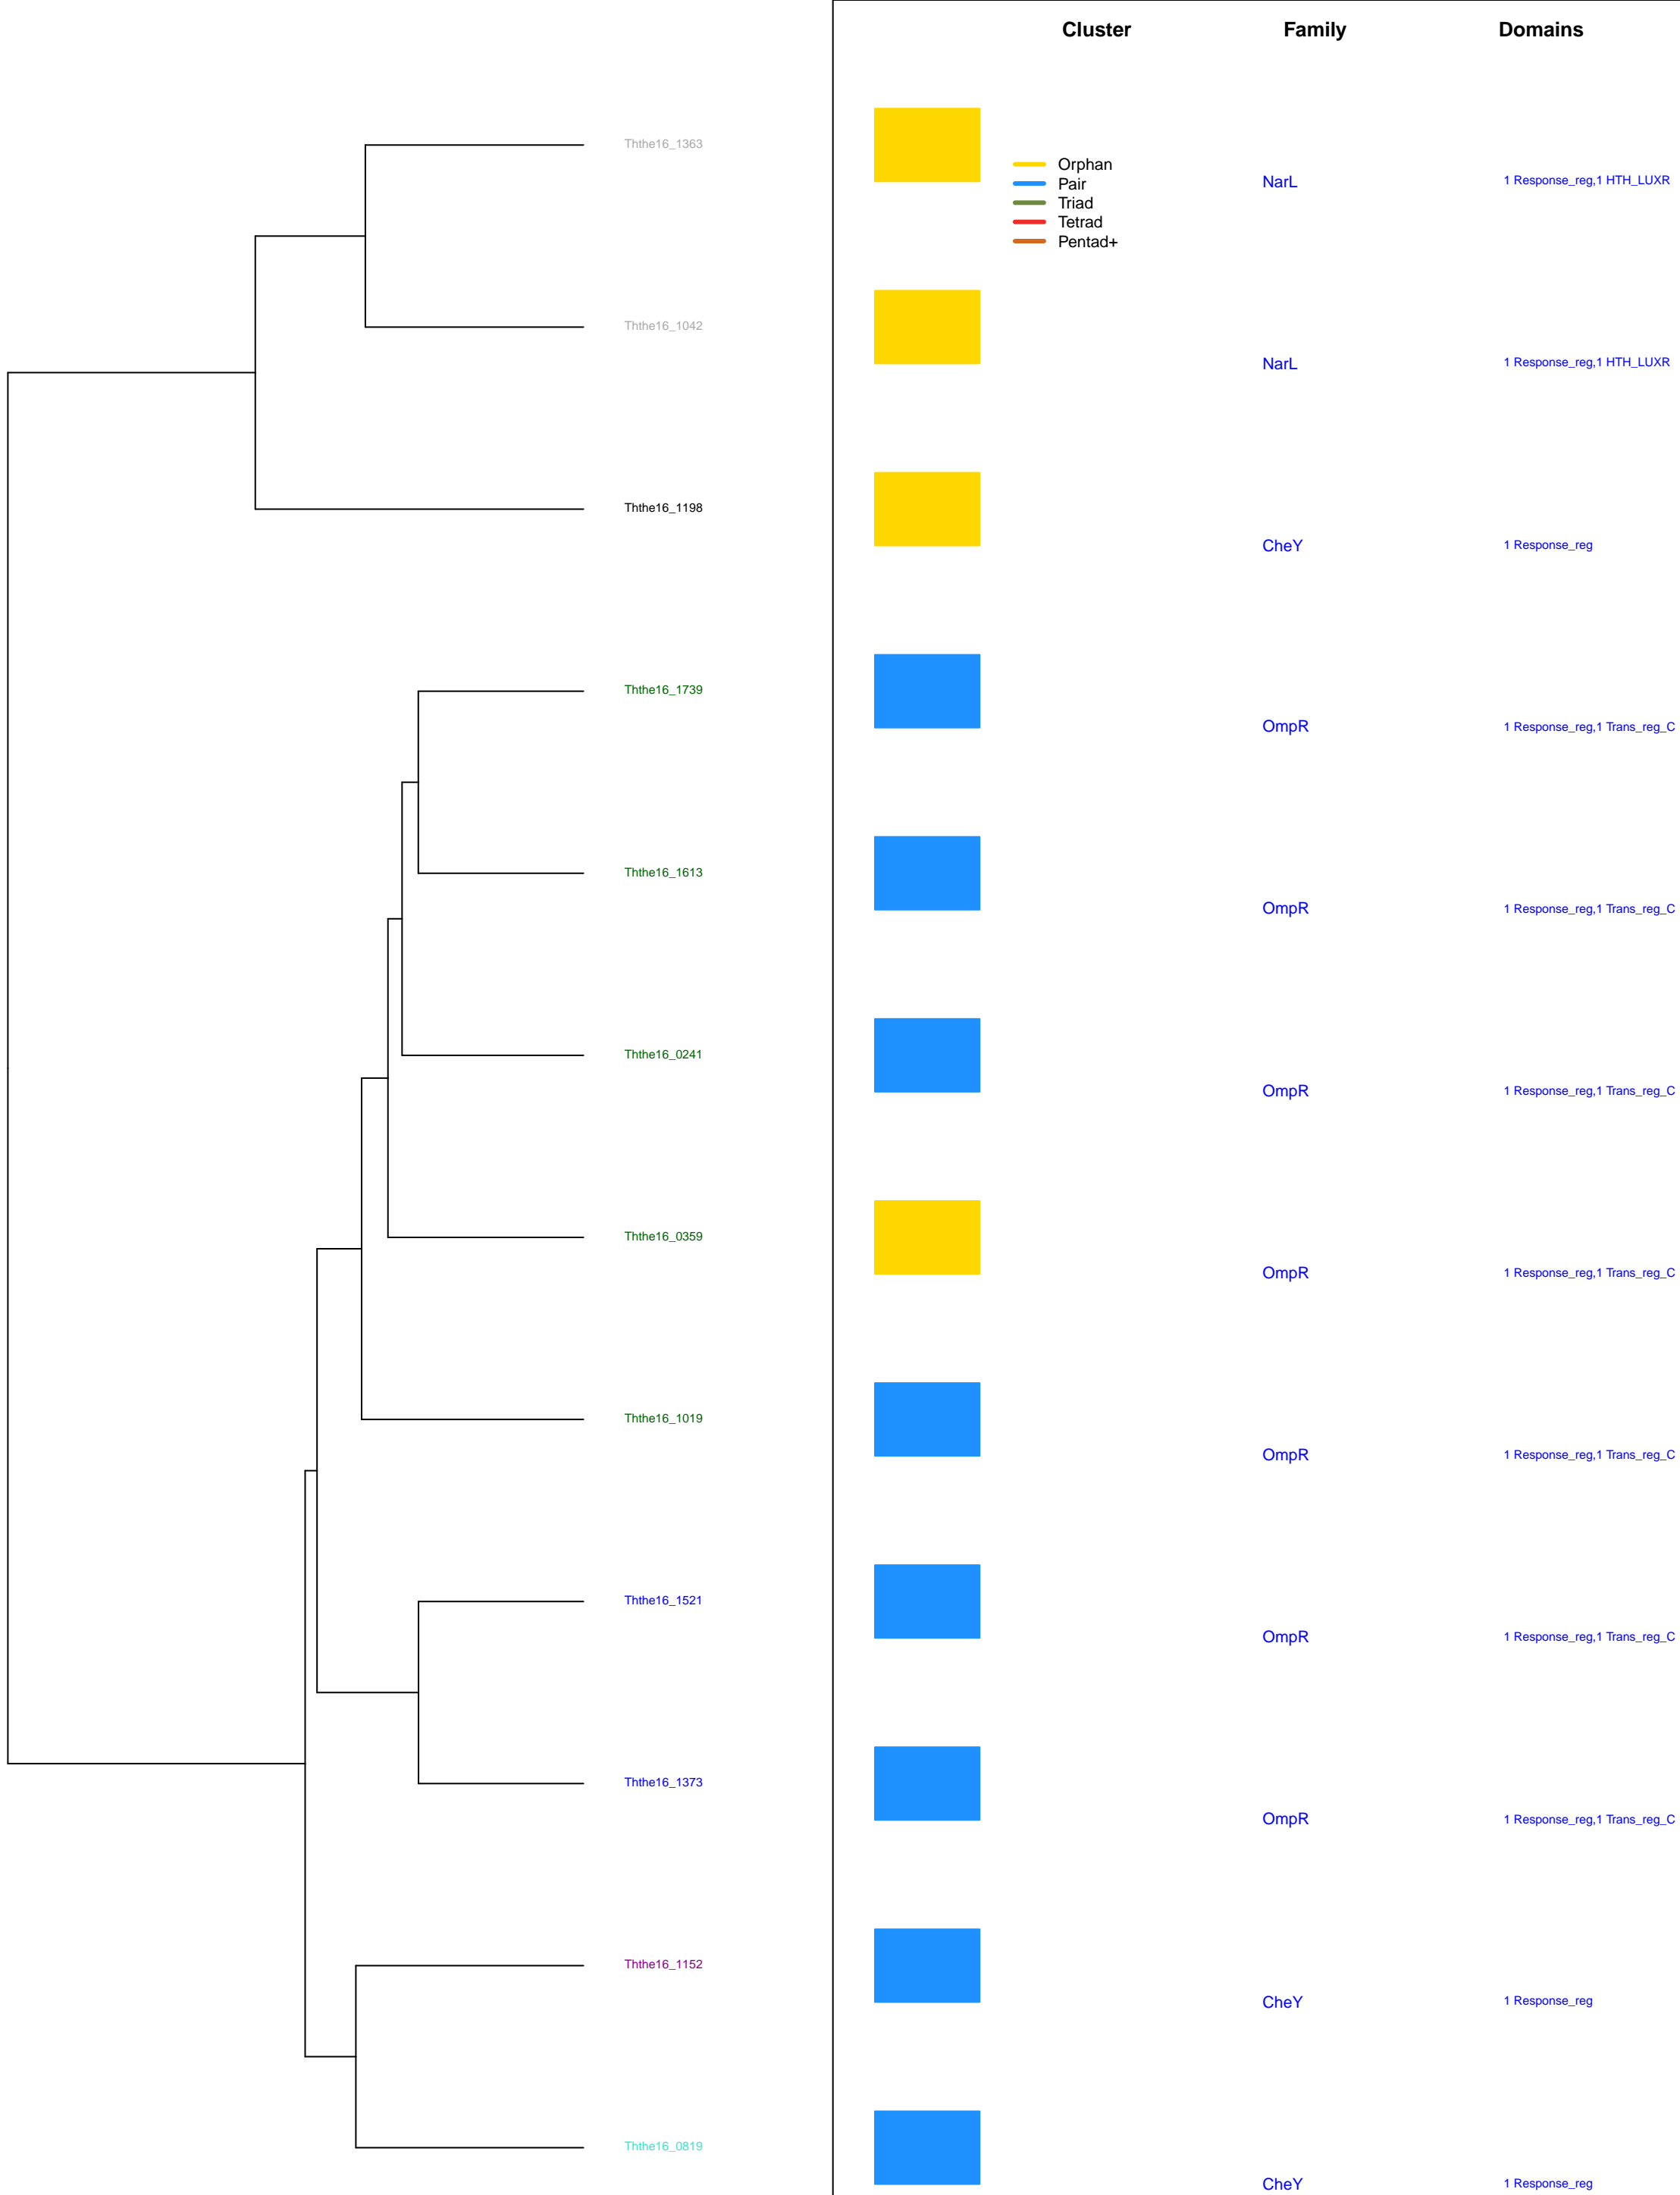 Cluster Family Domains
Ththe16_1363
Orphan
Pair
Triad
Tetrad
Pentad+
NarL 1 Response_reg,1 HTH_LUXR
Ththe16_1042
NarL 1 Response_reg,1 HTH_LUXR
Ththe16_1198
CheY 1 Response_reg
Ththe16_1739
OmpR 1 Response_reg,1 Trans_reg_C
Ththe16_1613
OmpR 1 Response_reg,1 Trans_reg_C
Ththe16_0241
OmpR 1 Response_reg,1 Trans_reg_C
Ththe16_0359
OmpR 1 Response_reg,1 Trans_reg_C
Ththe16_1019
OmpR 1 Response_reg,1 Trans_reg_C
Ththe16_1521
OmpR 1 Response_reg,1 Trans_reg_C
Ththe16_1373
OmpR 1 Response_reg,1 Trans_reg_C
Ththe16_1152
CheY 1 Response_reg
Ththe16_0819
CheY 1 Response_reg